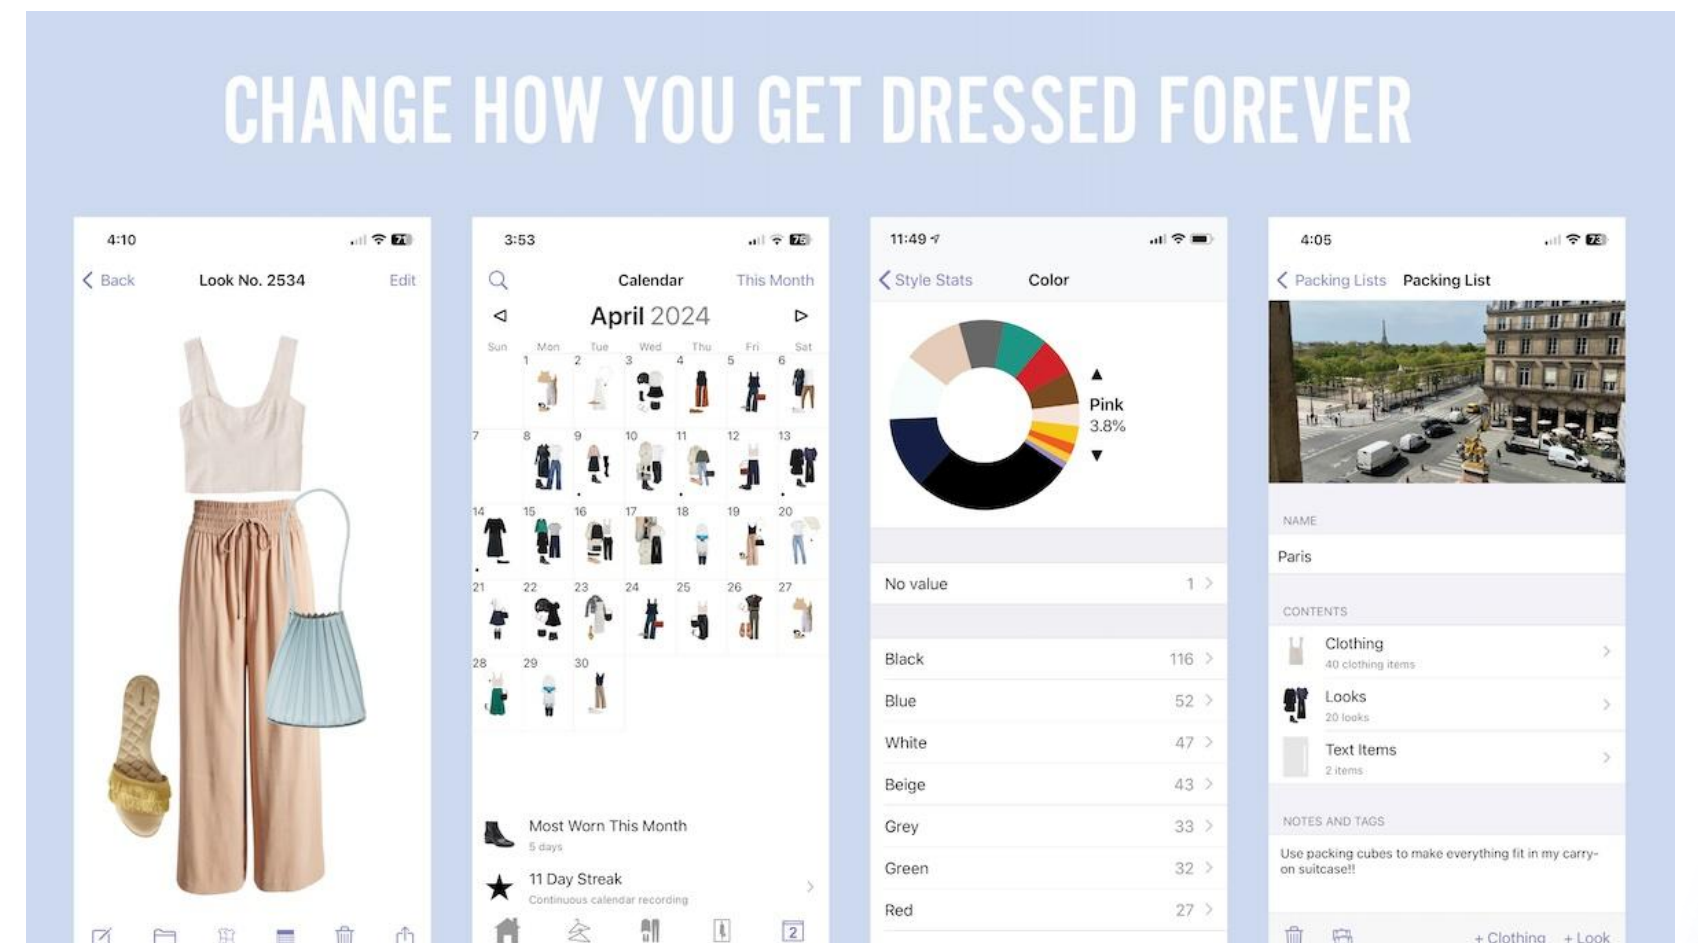 CHANGE HOW YOU GET DRESSED FOREVER
4:10
71
Back
Look No. 2534
Edit
3:53
75
Calendar
This Month
April 2024
Sun Mon Tue Wed Thu Fri Sat
1 2 3 4 5 6
7 8 9 10 11 12 13
14 15 16 17 18 19 20
21 22 23 24 25 26 27
28 29 30
Most Worn This Month
5 days
11 Day Streak
Continuous calendar recording
2
11:49
Style Stats
Color
Pink
3.8%
No value 1
Black 116
Blue 52
White 47
Beige 43
Grey 33
Green 32
Red 27
4:05
73
Packing Lists
Packing List
NAME
Paris
CONTENTS
Clothing
40 clothing items
Looks
20 looks
Text Items
2 items
NOTES AND TAGS
Use packing cubes to make everything fit in my carry-
on suitcase!!
+ Clothing + Look